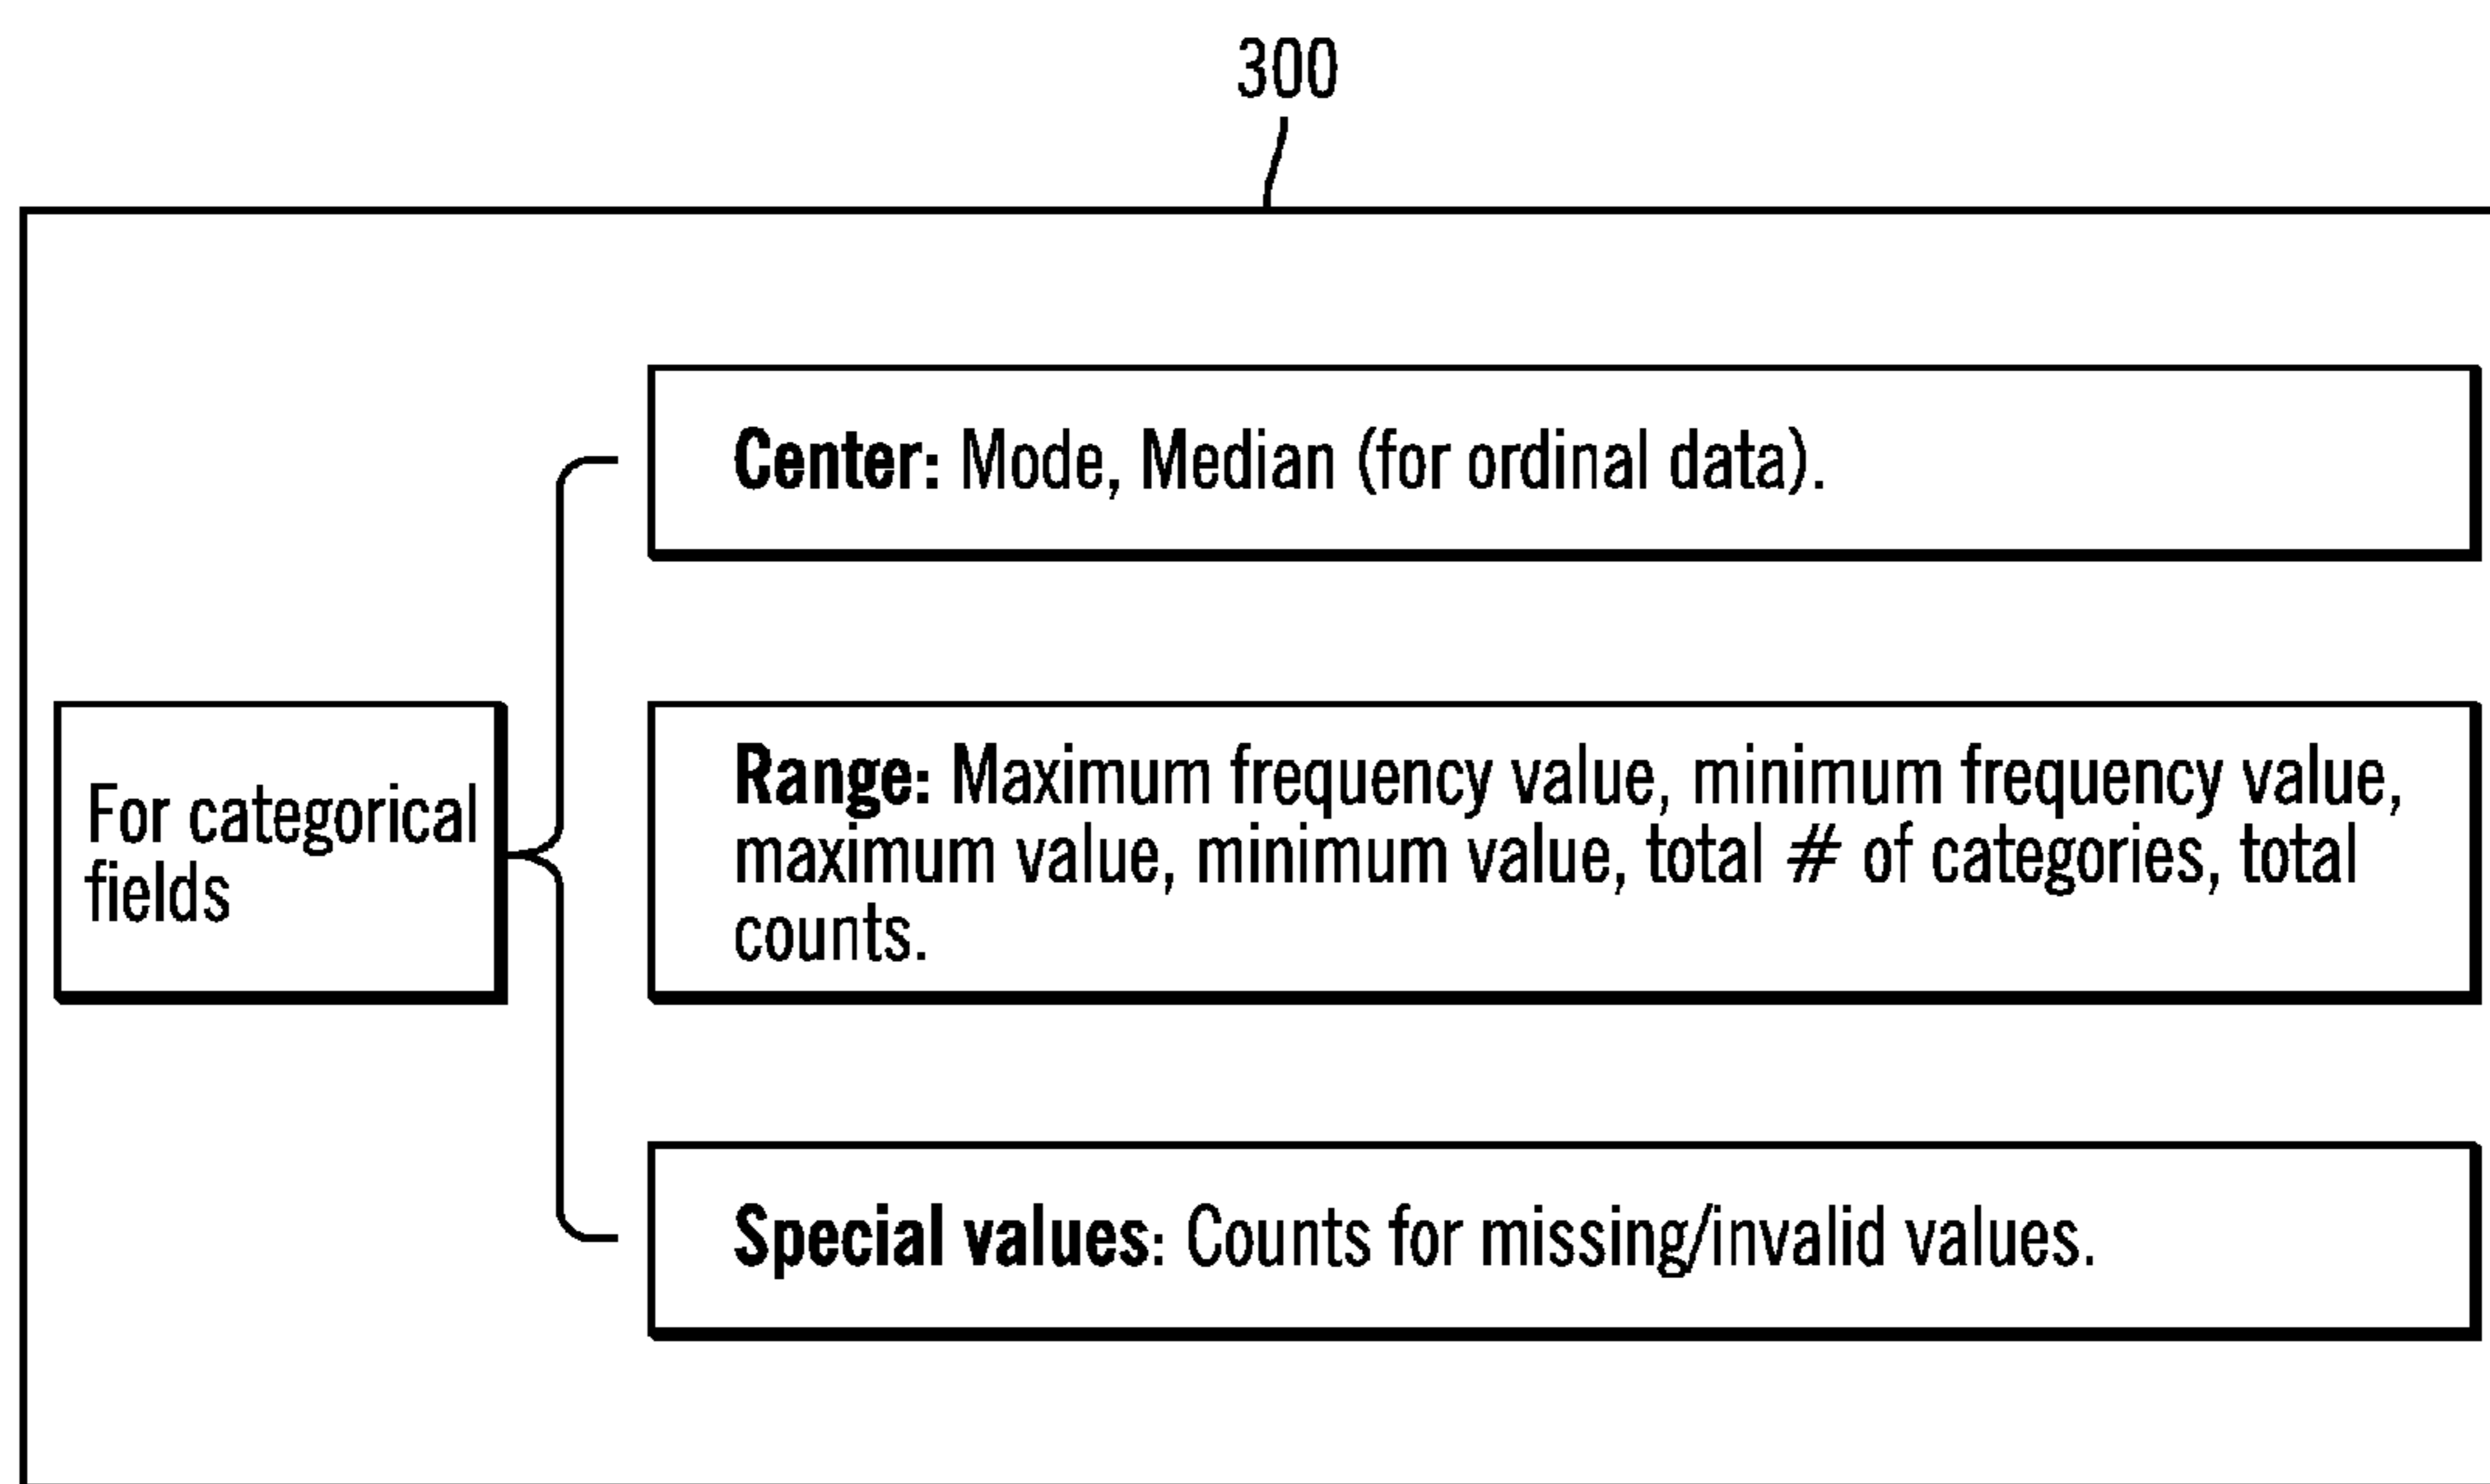 300
Center: Mode, Median (for ordinal data).
For categorical
fields
Range: Maximum frequency value, minimum frequency value,
maximum value, minimum value, total # of categories, total
counts.
Special values: Counts for missing/invalid values.